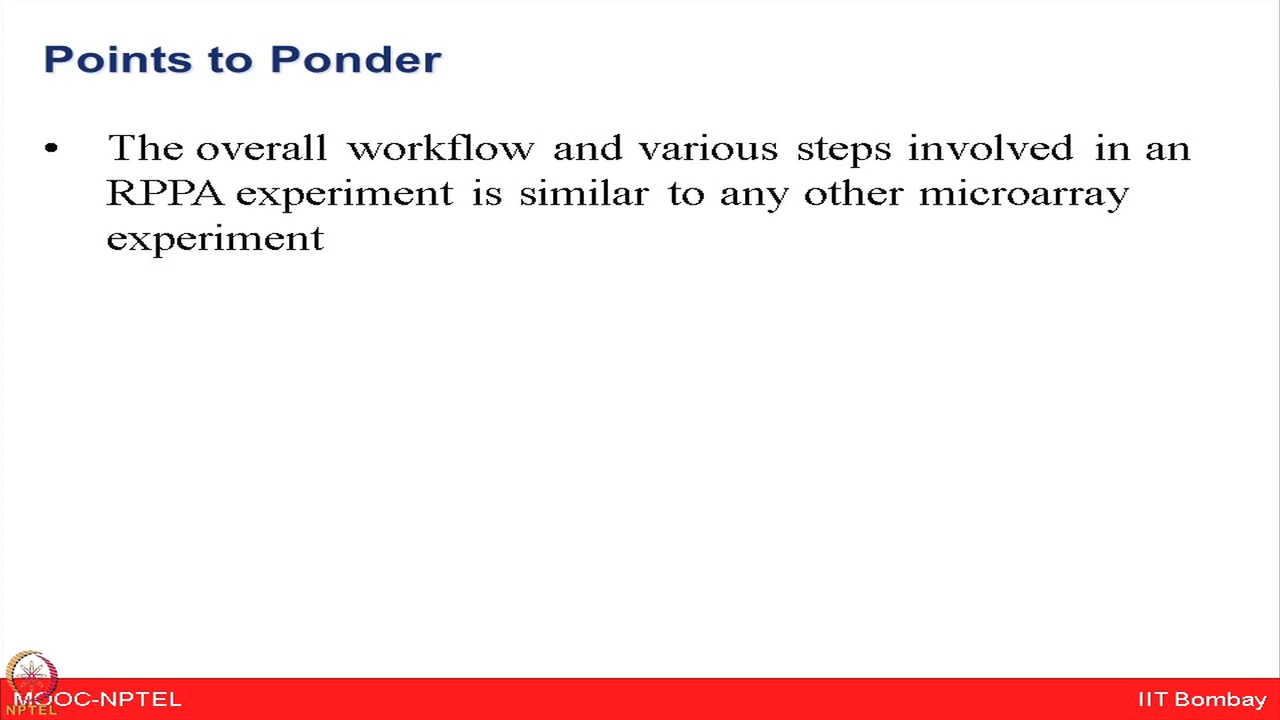 Points to Ponder
• The overall workflow and various steps involved in an
RPPA experiment is similar to any other microarray
experiment
MOOC-NPTEL
NPTEL
IIT Bombay